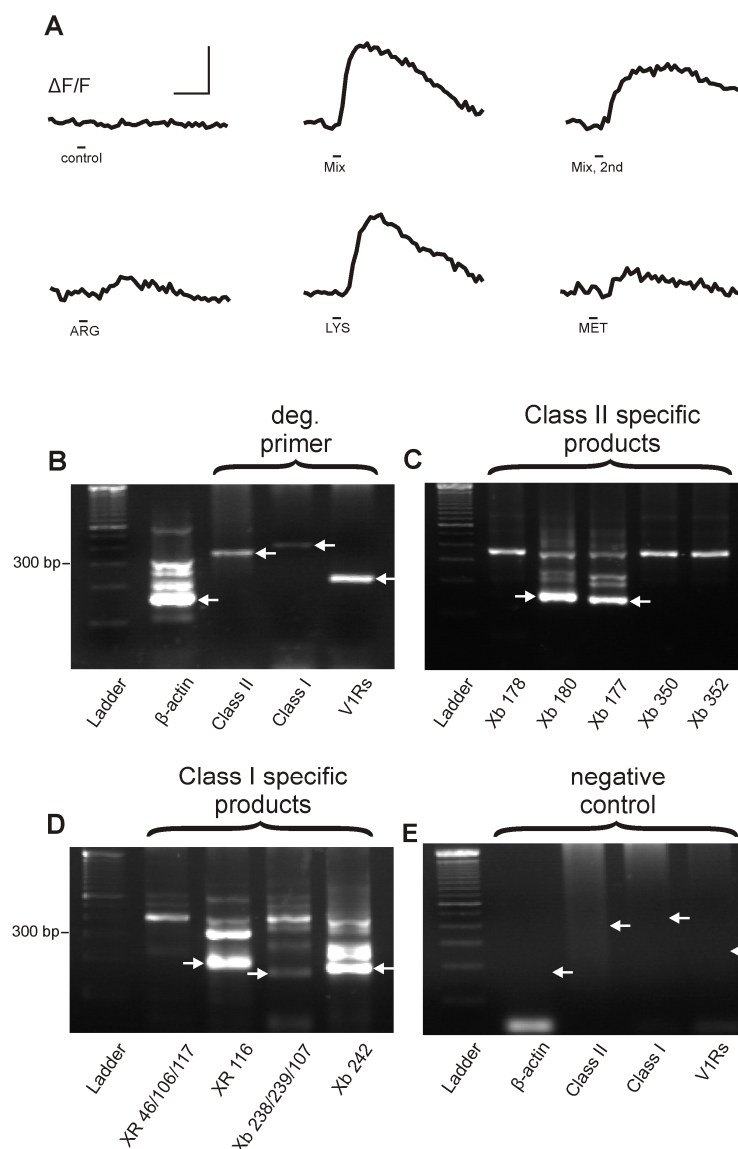 A
ΔF/F
control
Mix
Mix, 2nd
ARG
LYS
MET
deg.
primer
B
300 bp
Ladder
β-actin
Class II
Class I
V1Rs
Class II specific
products
C
Ladder
Xb 178
Xb 180
Xb 177
Xb 350
Xb 352
Class I specific
products
D
300 bp
Ladder
XR 46/106/117
XR 116
Xb 238/239/107
Xb 242
negative
control
E
Ladder
β-actin
Class II
Class I
V1Rs